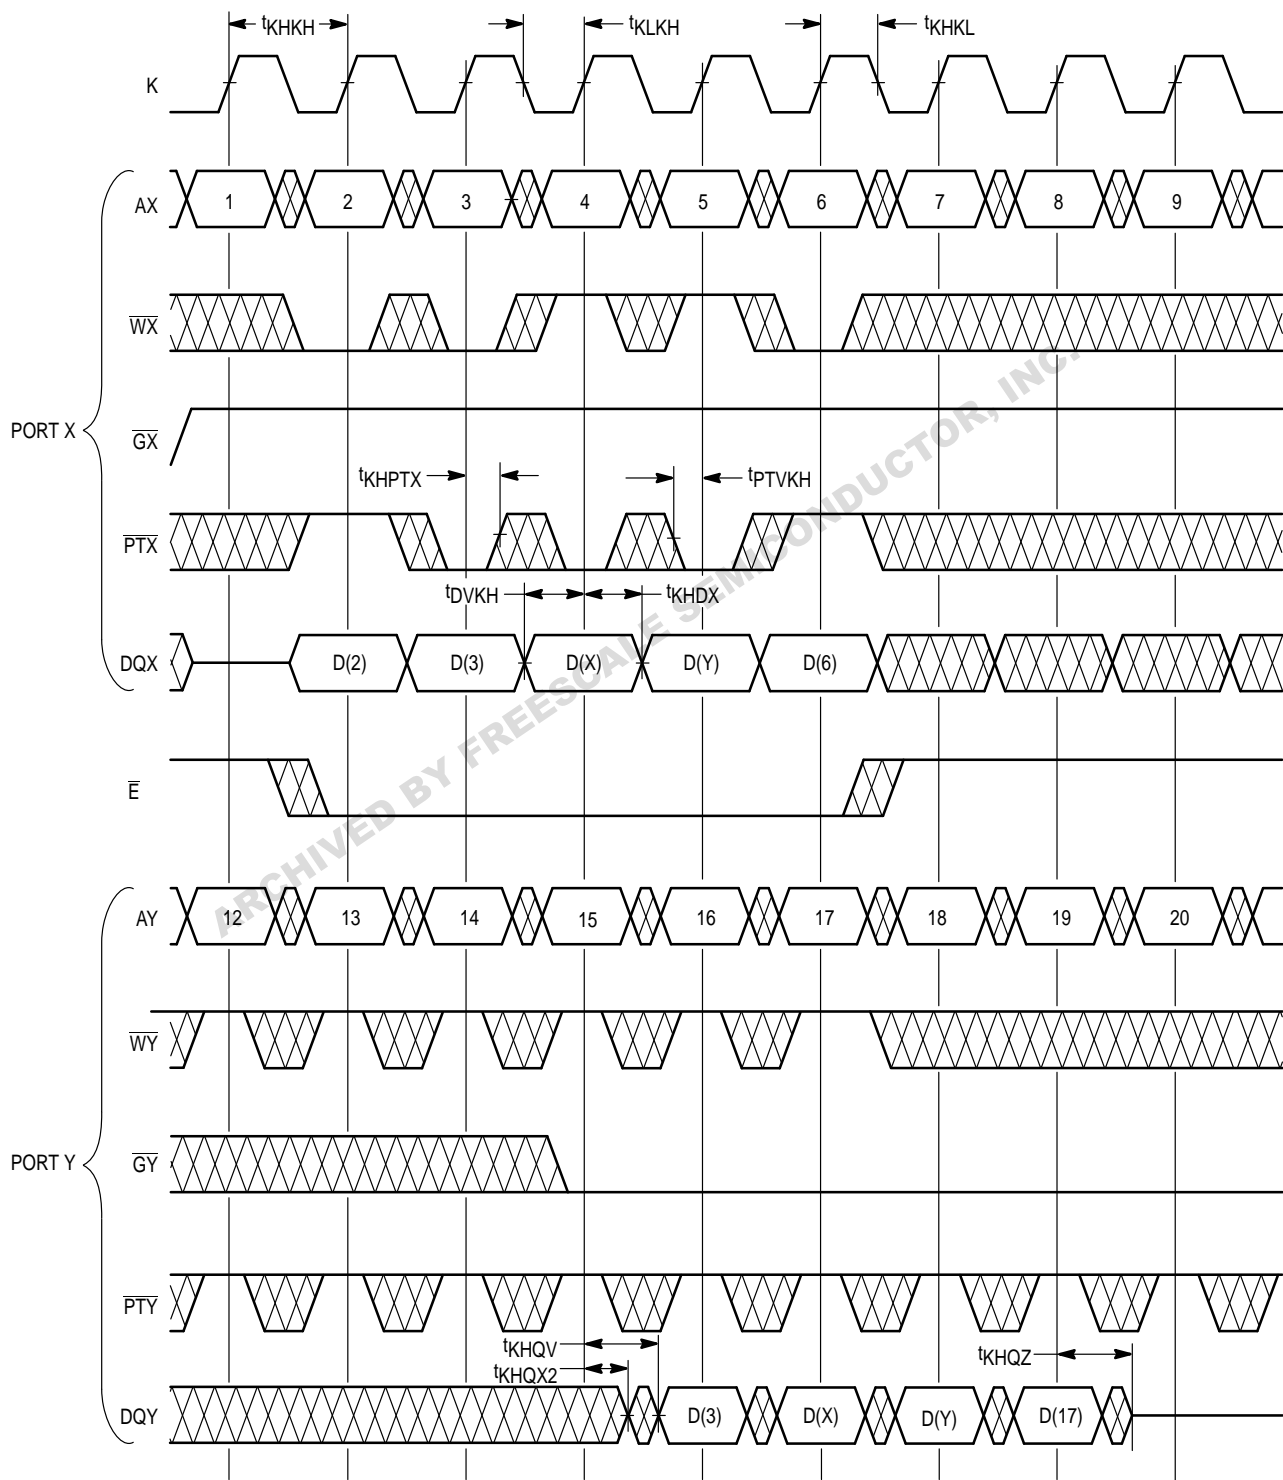 tKHKH tKLKH tKHKL
K
AX 1 2 3 4 5 6 7 8 9
WX
PORT X
GX
tKHPTX tPTVKH
PTX
tDVKH tKHDX
DQX D(2) D(3) D(X) D(Y) D(6)
E
ARCHIVED BY FREESCALE SEMICONDUCTOR, INC.
AY 12 13 14 15 16 17 18 19 20
WY
PORT Y
GY
PTY
tKHQV
tKHQX2
tKHQZ
DQY D(3) D(X) D(Y) D(17)